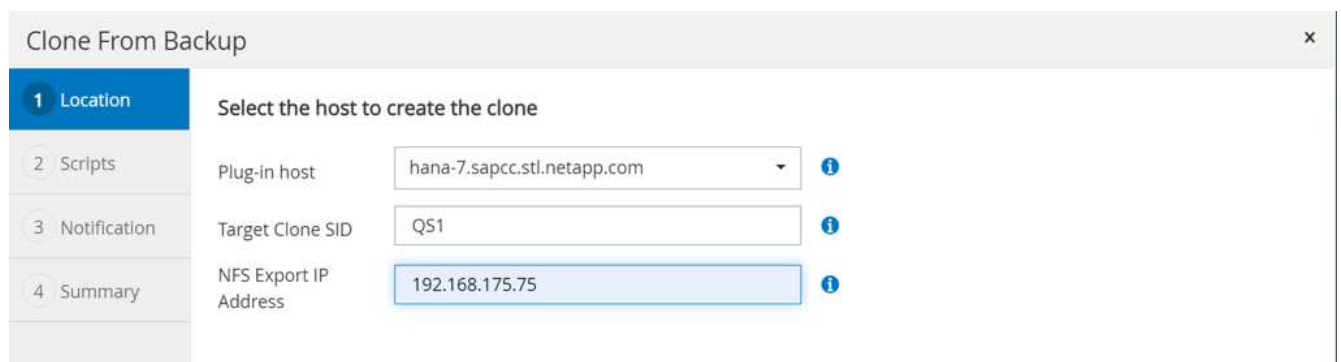 Clone From Backup
x
1 Location
2 Scripts
3 Notification
4 Summary
Select the host to create the clone
Plug-in host
hana-7.sapcc.stl.netapp.com
i
Target Clone SID
QS1
i
NFS Export IP
Address
192.168.175.75
i